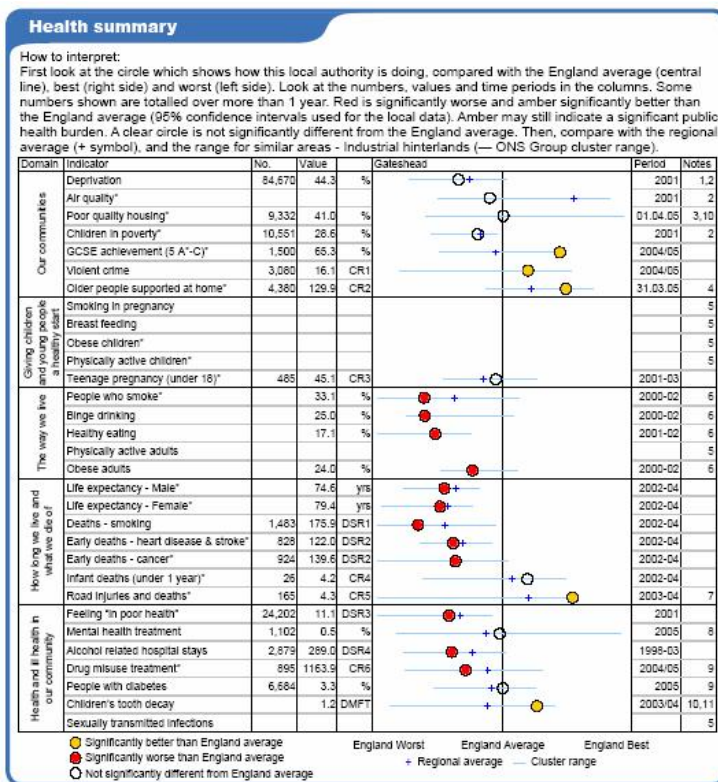 Health summary
How to interpret:
First look at the circle which shows how this local authority is doing, compared with the England average (central
line), best (right side) and worst (left side). Look at the numbers, values and time periods in the columns. Some
numbers shown are totalled over more than 1 year. Red is significantly worse and amber significantly better than
the England average (95% confidence intervals used for the local data). Amber may still indicate a significant public
health burden. A clear circle is not significantly different from the England average. Then, compare with the regional
average (+ symbol), and the range for similar areas - Industrial hinterlands (— ONS Group cluster range).
Domain Indicator No. Value Gateshead Period Notes
Our communities
Deprivation 84,670 44.3 % 2001 1,2
Air quality* 2001 2
Poor quality housing* 9,332 41.0 % 01.04.05 3,10
Children in poverty* 10,551 28.6 % 2001 2
GCSE achievement (5 A*-C)* 1,500 65.3 % 2004/05
Violent crime 3,080 16.1 CR1 2004/05
Older people supported at home* 4,380 129.9 CR2 31.03.05 4
Giving children
and young people
a healthy start
Smoking in pregnancy 5
Breast feeding 5
Obese children* 5
Physically active children* 5
Teenage pregnancy (under 18)* 485 45.1 CR3 2001-03
The way we live
People who smoke* 33.1 % 2000-02 6
Binge drinking 25.0 % 2000-02 6
Healthy eating 17.1 % 2001-02 6
Physically active adults 5
Obese adults 24.0 % 2000-02 6
How long we live and
what we die of
Life expectancy - Male* 74.6 yrs 2002-04
Life expectancy - Female* 79.4 yrs 2002-04
Deaths - smoking 1,483 175.9 DSR1 2002-04
Early deaths - heart disease & stroke* 828 122.0 DSR2 2002-04
Early deaths - cancer* 924 139.6 DSR2 2002-04
Infant deaths (under 1 year)* 26 4.2 CR4 2002-04
Road injuries and deaths* 165 4.3 CR5 2003-04 7
Health and ill health in
our community
Feeling "in poor health" 24,202 11.1 DSR3 2001
Mental health treatment 1,102 0.5 % 2005 8
Alcohol related hospital stays 2,879 289.0 DSR4 1998-03
Drug misuse treatment* 895 1163.9 CR6 2004/05 9
People with diabetes 6,684 3.3 % 2005 9
Children's tooth decay 1.2 DMFT 2003/04 10,11
Sexually transmitted infections 5
Significantly better than England average
Significantly worse than England average
Not significantly different from England average
England Worst England Average England Best
+ Regional average — Cluster range